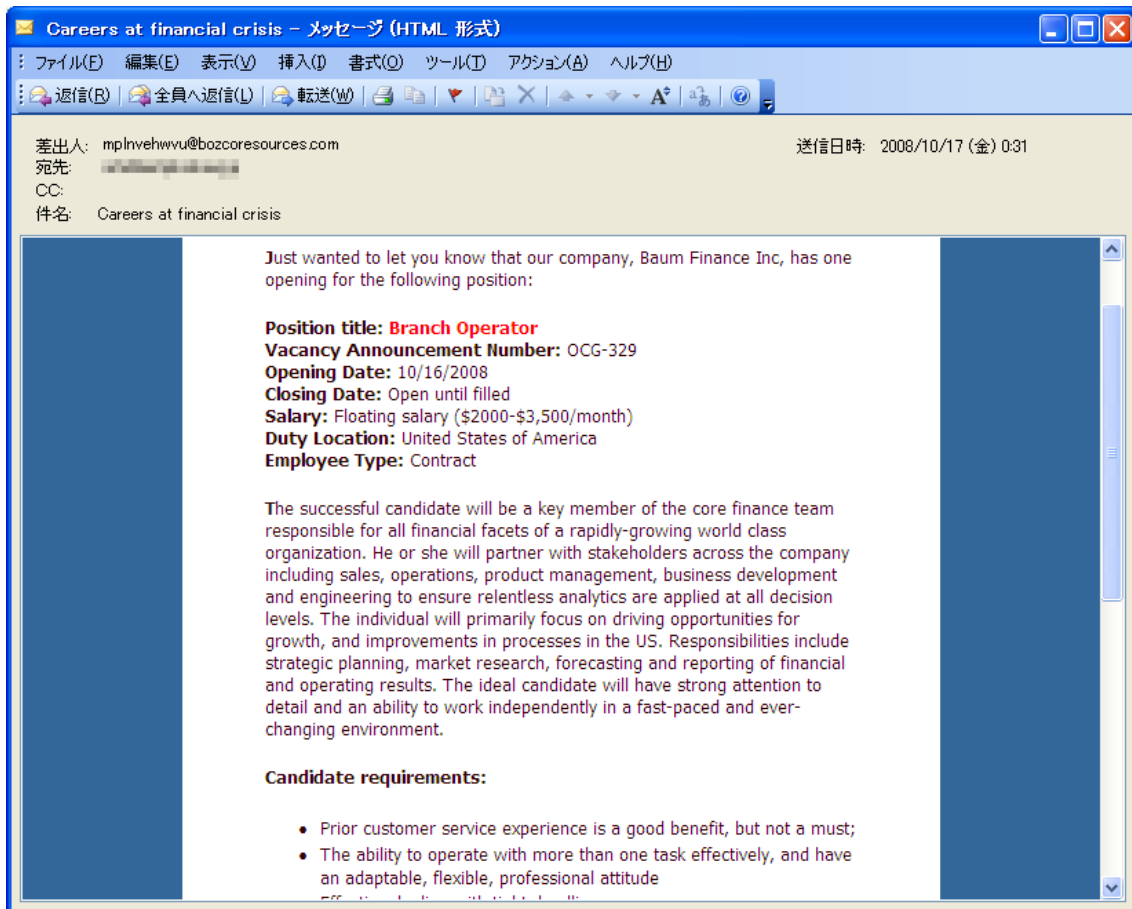 Careers at financial crisis - メッセージ (HTML 形式)
ファイル(F) 編集(E) 表示(V) 挿入(I) 書式(O) ツール(T) アクション(A) ヘルプ(H)
返信(R) 全員へ返信(L) 転送(W)
差出人: mplnvehwvu@bozcoresources.com 送信日時: 2008/10/17 (金) 0:31
宛先:
CC:
件名: Careers at financial crisis
Just wanted to let you know that our company, Baum Finance Inc, has one
opening for the following position:
Position title: Branch Operator
Vacancy Announcement Number: OCG-329
Opening Date: 10/16/2008
Closing Date: Open until filled
Salary: Floating salary ($2000-$3,500/month)
Duty Location: United States of America
Employee Type: Contract
The successful candidate will be a key member of the core finance team
responsible for all financial facets of a rapidly-growing world class
organization. He or she will partner with stakeholders across the company
including sales, operations, product management, business development
and engineering to ensure relentless analytics are applied at all decision
levels. The individual will primarily focus on driving opportunities for
growth, and improvements in processes in the US. Responsibilities include
strategic planning, market research, forecasting and reporting of financial
and operating results. The ideal candidate will have strong attention to
detail and an ability to work independently in a fast-paced and ever-
changing environment.
Candidate requirements:
• Prior customer service experience is a good benefit, but not a must;
• The ability to operate with more than one task effectively, and have
an adaptable, flexible, professional attitude